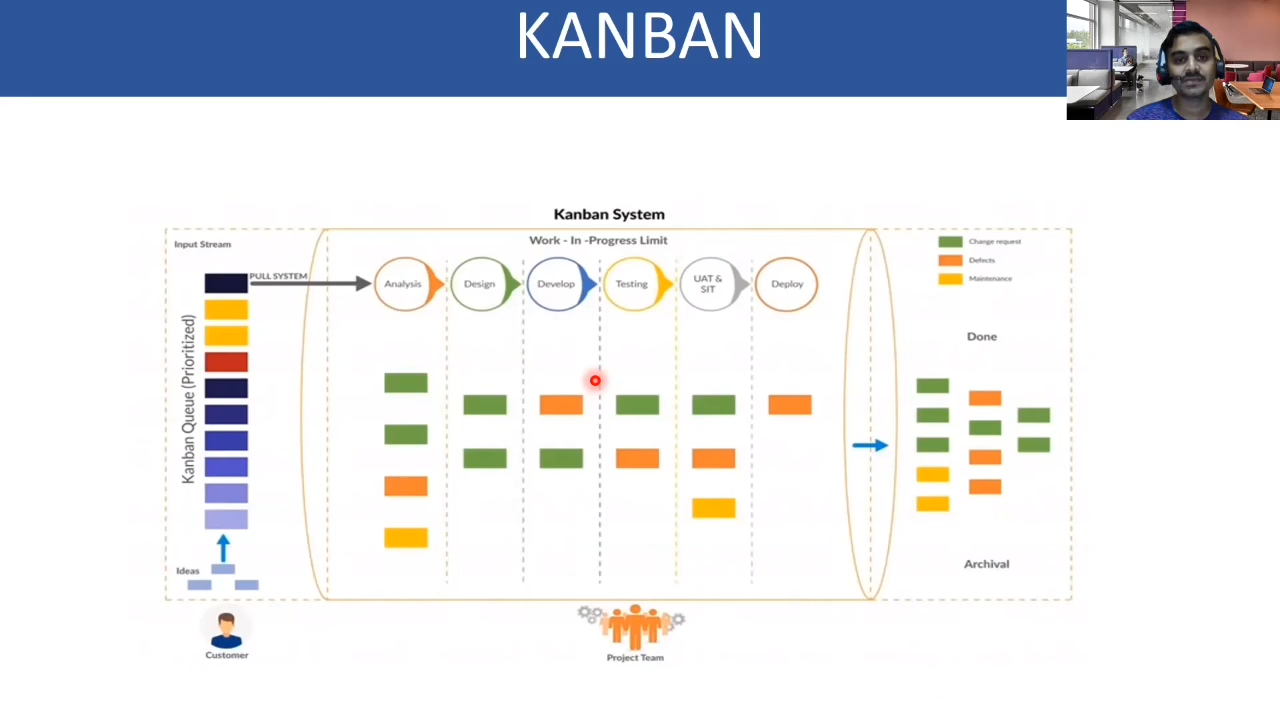 KANBAN
Kanban System
Input Stream
Work - In -Progress Limit
Change request
Defects
Maintenance
PULL SYSTEM
Analysis
Design
Develop
Testing
UAT &
SIT
Deploy
Kanban Queue (Prioritized)
Done
Archival
Ideas
Customer
Project Team